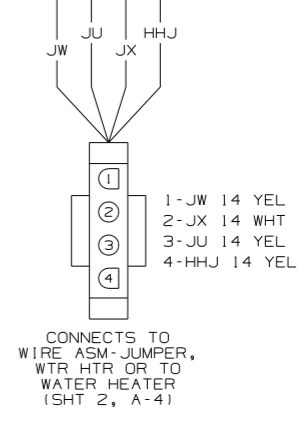 JW
JU
JX
HHJ
1
2
3
4
1-JW 14 YEL
2-JX 14 WHT
3-JU 14 YEL
4-HHJ 14 YEL
CONNECTS TO
WIRE ASM-JUMPER,
WTR HTR OR TO
WATER HEATER
(SHT 2, A-4)